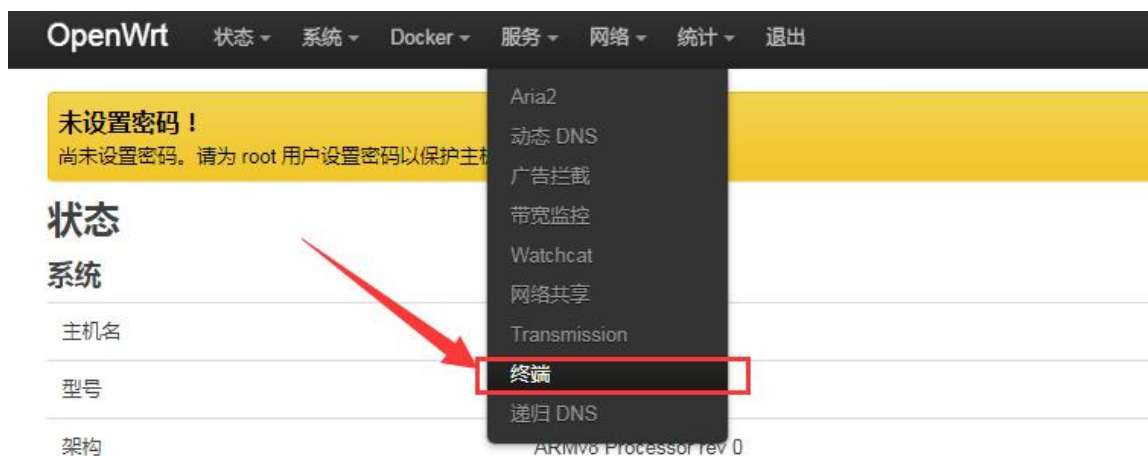 OpenWrt 状态 系统 Docker 服务 网络 统计 退出
未设置密码！
尚未设置密码。请为 root 用户设置密码以保护主机
Aria2
动态 DNS
广告拦截
带宽监控
Watchcat
网络共享
Transmission
终端
递归 DNS
状态
系统
主机名
型号
架构 ARMv8 Processor rev 0